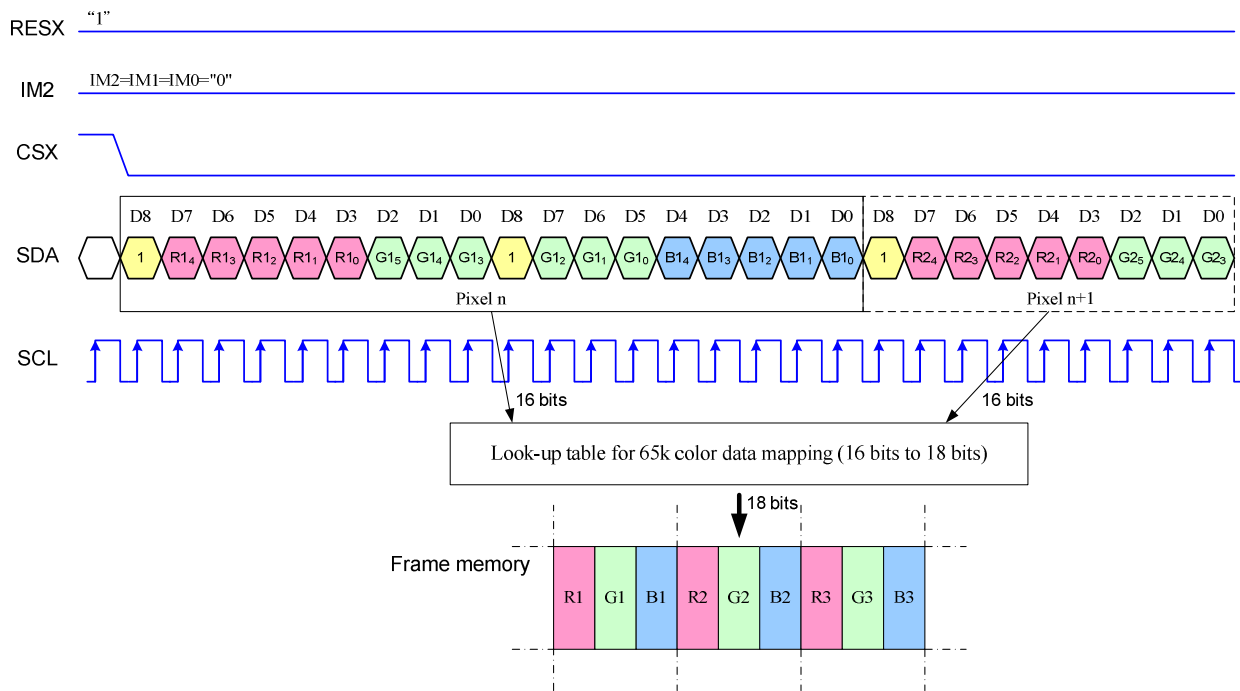 RESX “1”
IM2 IM2=IM1=IM0="0"
CSX
D8 D7 D6 D5 D4 D3 D2 D1 D0 D8 D7 D6 D5 D4 D3 D2 D1 D0 D8 D7 D6 D5 D4 D3 D2 D1 D0
SDA 1 R1₄ R1₃ R1₂ R1₁ R1₀ G1₅ G1₄ G1₃ 1 G1₂ G1₁ G1₀ B1₄ B1₃ B1₂ B1₁ B1₀ 1 R2₄ R2₃ R2₂ R2₁ R2₀ G2₅ G2₄ G2₃
Pixel n Pixel n+1
SCL
16 bits 16 bits
Look-up table for 65k color data mapping (16 bits to 18 bits)
18 bits
Frame memory
R1 G1 B1 R2 G2 B2 R3 G3 B3